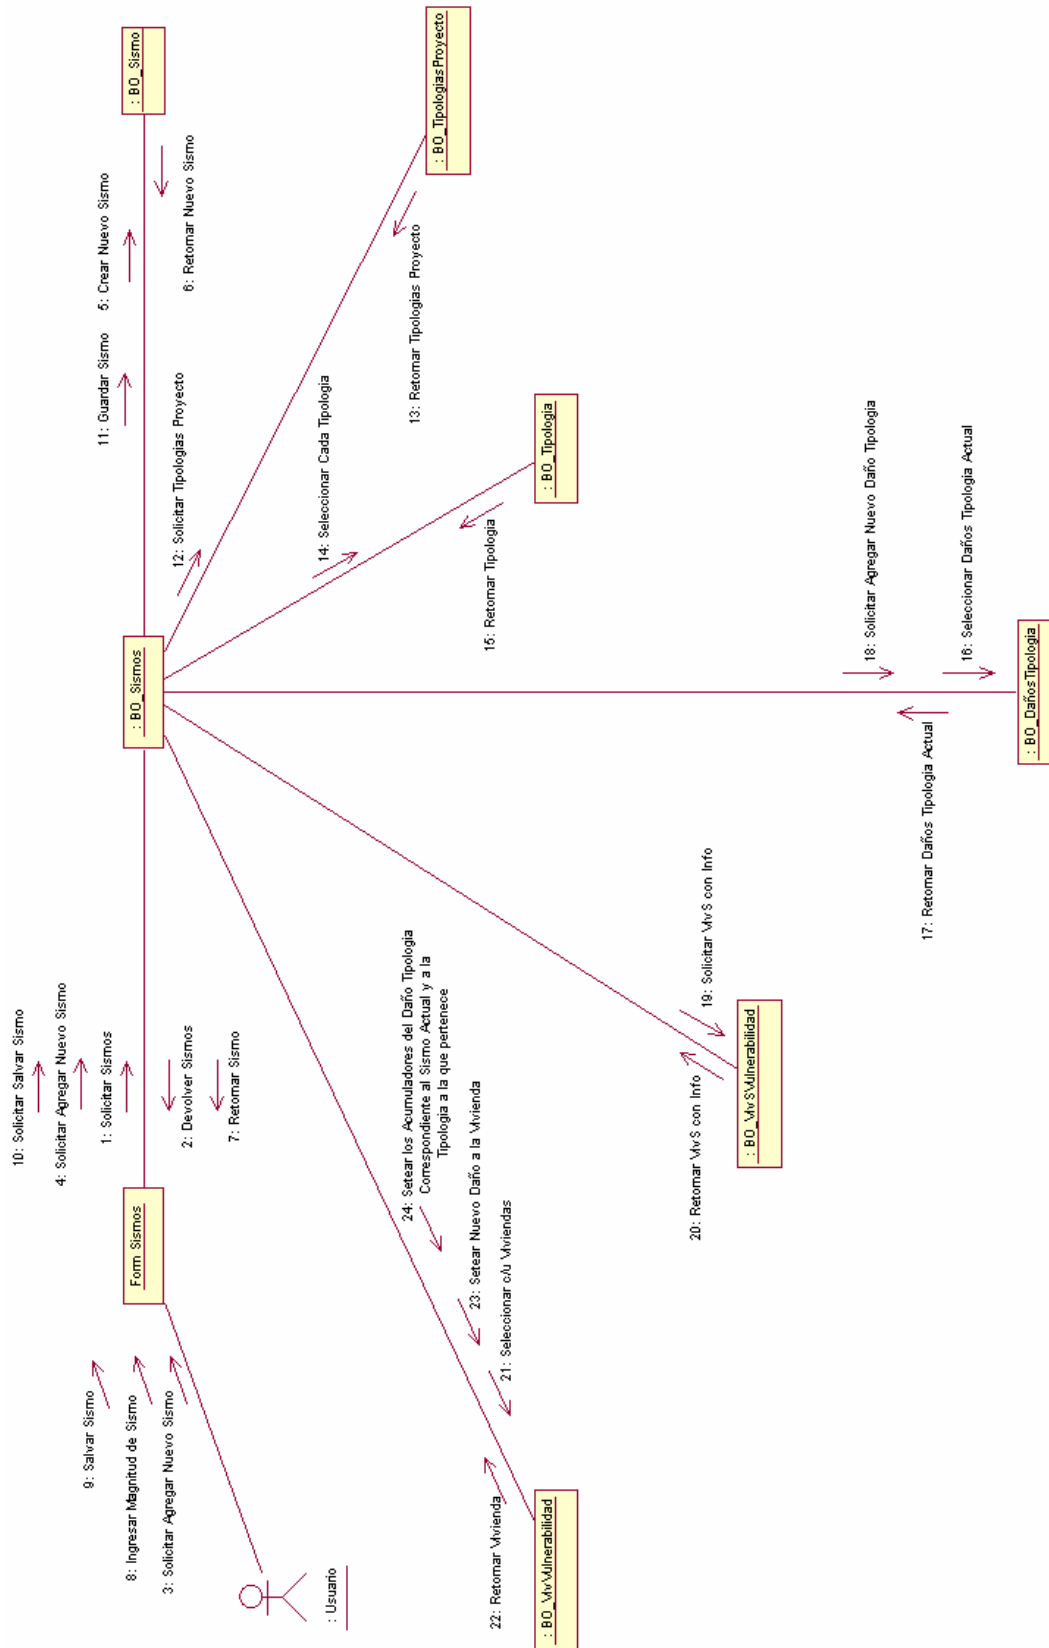 10: Solicitar Salvar Sismo
4: Solicitar Agregar Nuevo Sismo
1: Solicitar Sismos
2: Devolver Sismos
7: Retornar Sismo
11: Guardar Sismo
5: Crear Nuevo Sismo
6: Retornar Nuevo Sismo
9: Salvar Sismo
8: Ingresar Magnitud de Sismo
3: Solicitar Agregar Nuevo Sismo
Form Sismos
: BO_Sismos
: BO_Sismo
: Usuario
12: Solicitar Tipologias Proyecto
13: Retornar Tipologias Proyecto
: BO_TipologiasProyecto
14: Seleccionar Cada Tipologia
15: Retornar Tipologia
: BO_Tipologia
24: Setear los Acumuladores del Daño Tipologia
Correspondiente al Sismo Actual y a la
Tipologia a la que pertenece
23: Setear Nuevo Daño a la Vivienda
21: Seleccionar c/u Viviendas
22: Retornar Vivienda
: BO_VivVulnerabilidad
19: Solicitar VivS con Info
20: Retornar VivS con Info
: BO_VivSVulnerabilidad
18: Solicitar Agregar Nuevo Daño Tipologia
16: Seleccionar Daños Tipologia Actual
17: Retornar Daños Tipologia Actual
: BO_DañosTipologia